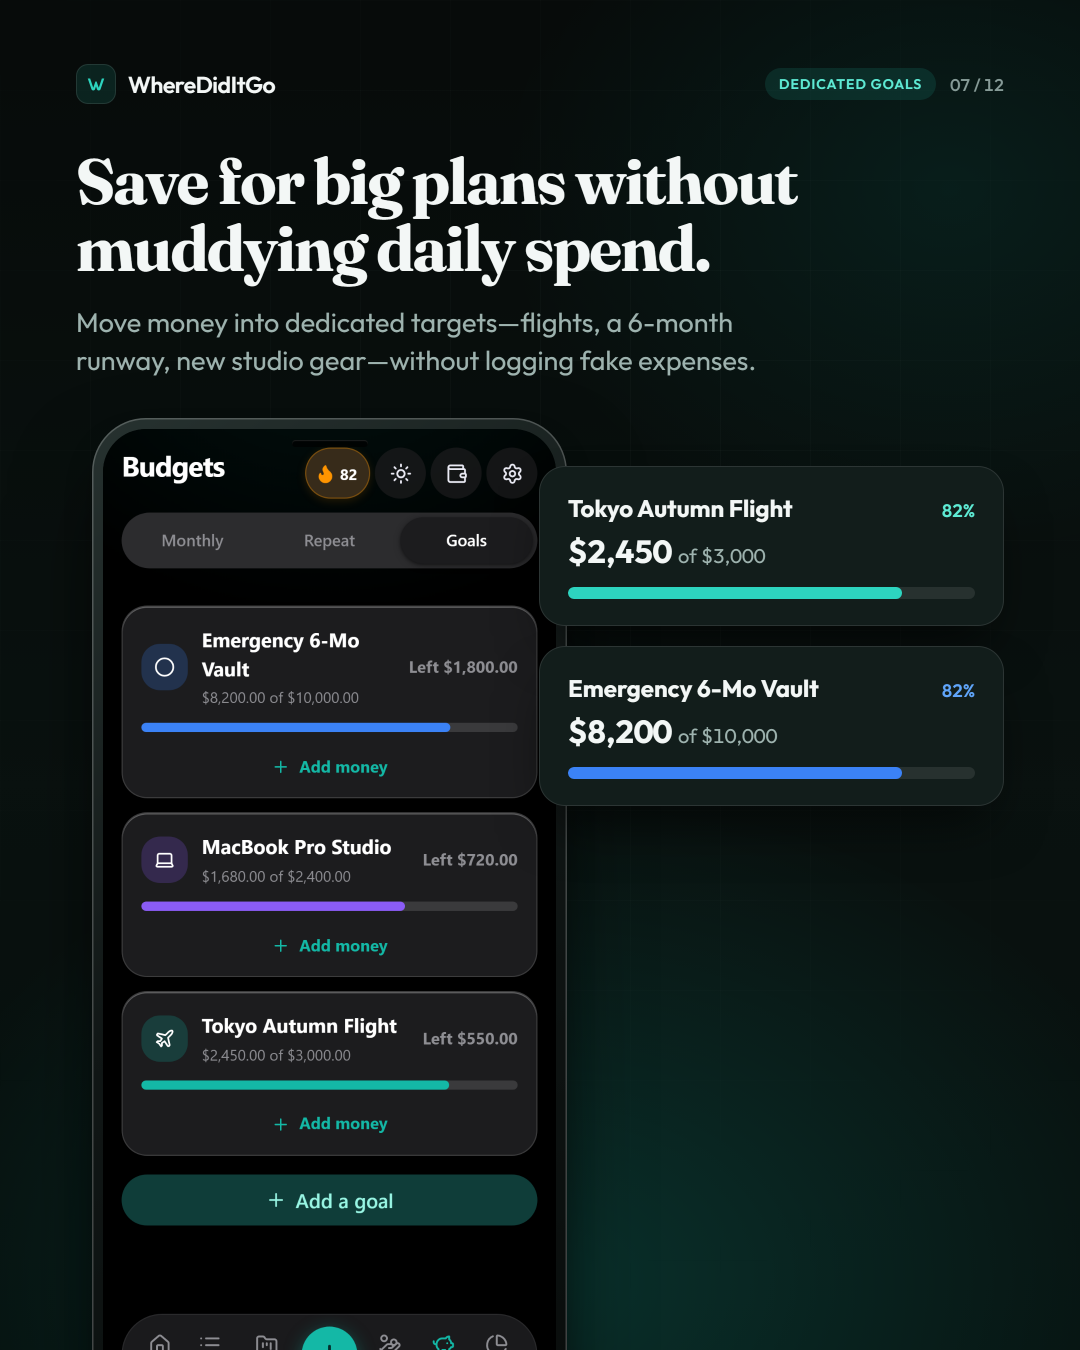 W WhereDidItGo
DEDICATED GOALS 07 / 12
Save for big plans without
muddying daily spend.
Move money into dedicated targets—flights, a 6-month
runway, new studio gear—without logging fake expenses.
Budgets
82
Monthly Repeat Goals
Emergency 6-Mo
Vault
Left $1,800.00
$8,200.00 of $10,000.00
+ Add money
MacBook Pro Studio
Left $720.00
$1,680.00 of $2,400.00
+ Add money
Tokyo Autumn Flight
Left $550.00
$2,450.00 of $3,000.00
+ Add money
+ Add a goal
Tokyo Autumn Flight 82%
$2,450 of $3,000
Emergency 6-Mo Vault 82%
$8,200 of $10,000